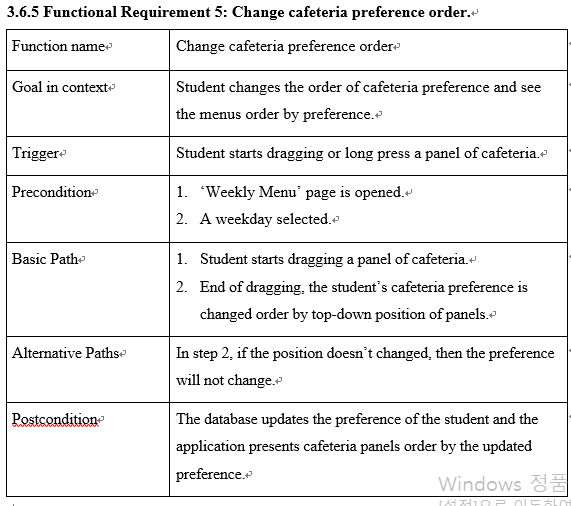 3.6.5 Functional Requirement 5: Change cafeteria preference order.
Function name
Change cafeteria preference order
Goal in context
Student changes the order of cafeteria preference and see
the menus order by preference.
Trigger
Student starts dragging or long press a panel of cafeteria.
Precondition
1. ‘Weekly Menu’ page is opened.
2. A weekday selected.
Basic Path
1. Student starts dragging a panel of cafeteria.
2. End of dragging, the student’s cafeteria preference is
changed order by top-down position of panels.
Alternative Paths
In step 2, if the position doesn’t changed, then the preference
will not change.
Postcondition
The database updates the preference of the student and the
application presents cafeteria panels order by the updated
preference.
Windows 정품